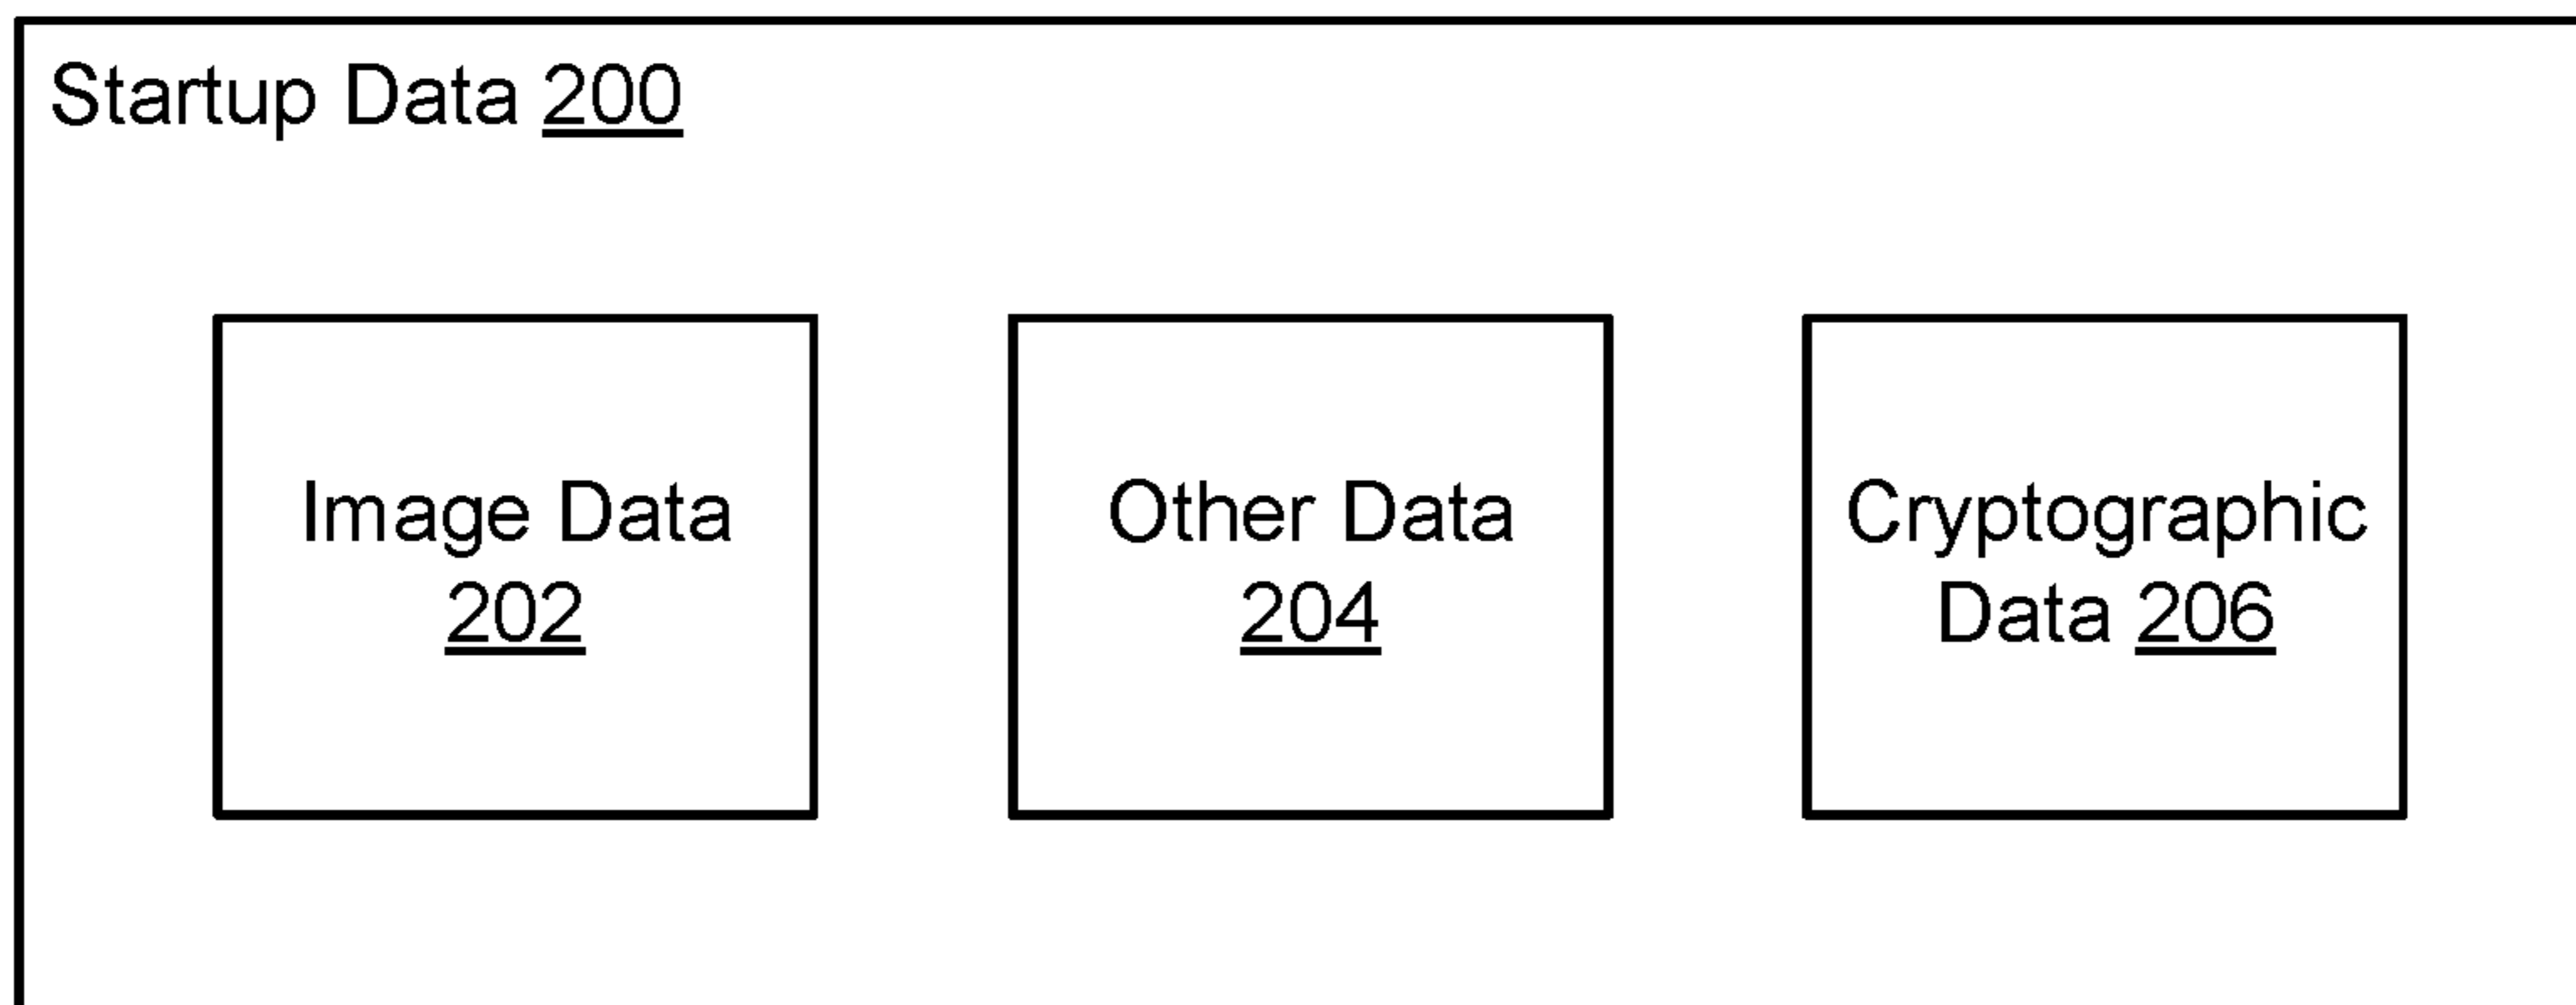 Startup Data 200
Image Data
202
Other Data
204
Cryptographic
Data 206